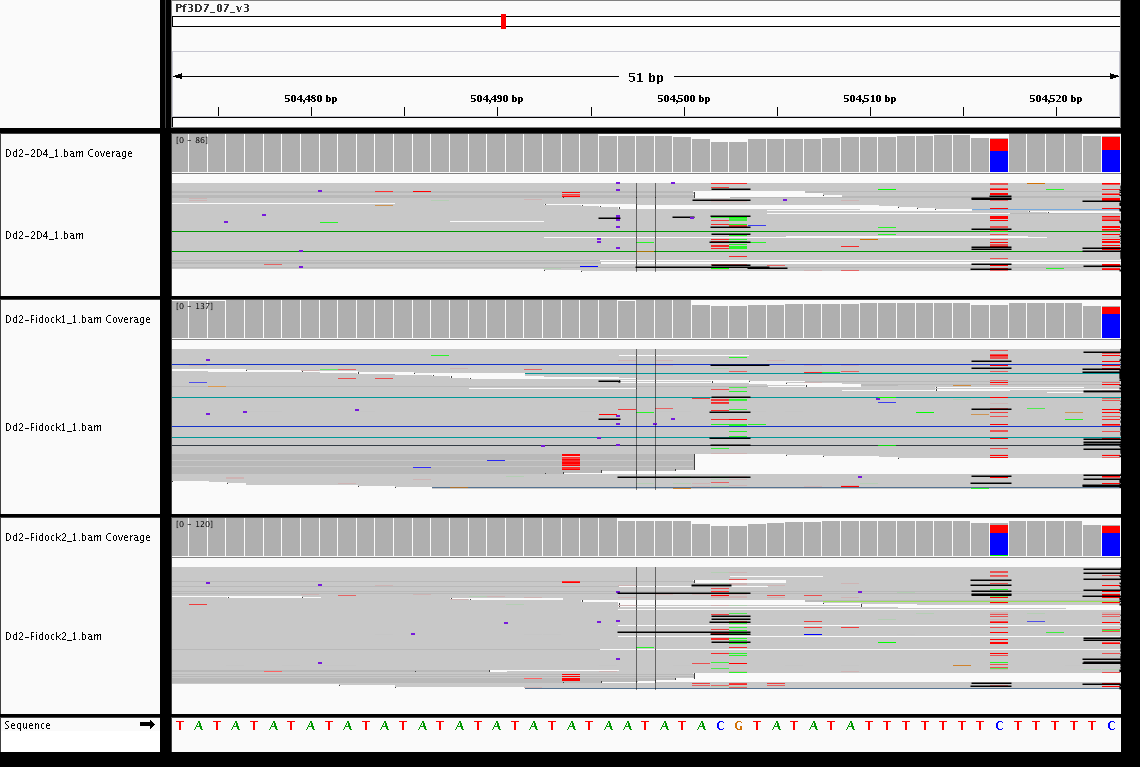 Pf3D7_07_v3
51 bp
504,480 bp 504,490 bp 504,500 bp 504,510 bp 504,520 bp
Dd2-2D4_1.bam Coverage
[0 - 86]
Dd2-2D4_1.bam
Dd2-Fidock1_1.bam Coverage
[0 - 137]
Dd2-Fidock1_1.bam
Dd2-Fidock2_1.bam Coverage
[0 - 120]
Dd2-Fidock2_1.bam
Sequence T A T A T A T A T A T A T A T A T A T A T A T A A T A T A C G T A T A T A T T T T T T T C T T T T T C